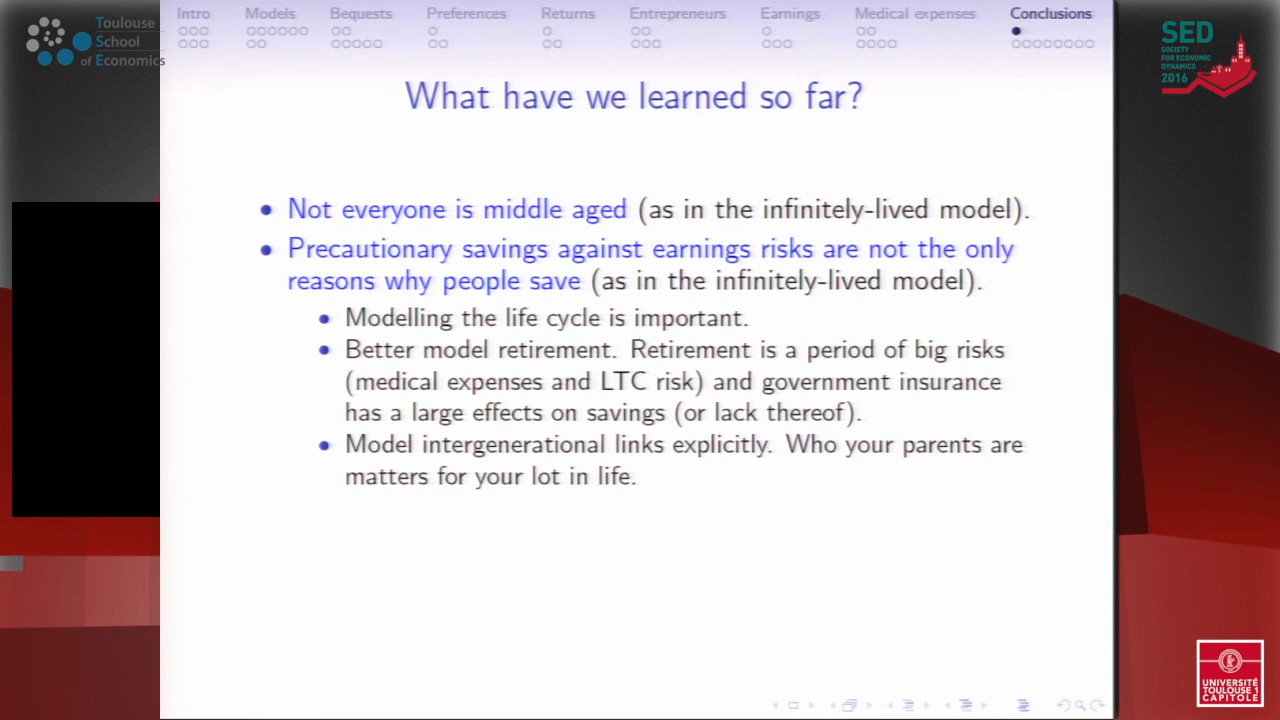 Toulouse
School
of Economics
Intro Models Bequests Preferences Returns Entrepreneurs Earnings Medical expenses Conclusions
SED
SOCIETY
FOR ECONOMIC
DYNAMICS
2016
What have we learned so far?
Not everyone is middle aged (as in the infinitely-lived model).
Precautionary savings against earnings risks are not the only
reasons why people save (as in the infinitely-lived model).
Modelling the life cycle is important.
Better model retirement. Retirement is a period of big risks
(medical expenses and LTC risk) and government insurance
has a large effects on savings (or lack thereof).
Model intergenerational links explicitly. Who your parents are
matters for your lot in life.
UNIVERSITÉ
TOULOUSE 1
CAPITOLE